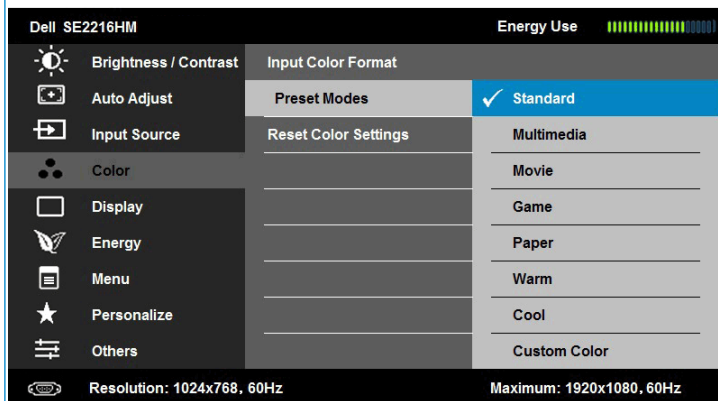 Dell SE2216HM Energy Use
Brightness / Contrast Input Color Format
Auto Adjust Preset Modes Standard
Input Source Reset Color Settings Multimedia
Color Movie
Display Game
Energy Paper
Menu Warm
Personalize Cool
Others Custom Color
Resolution: 1024x768, 60Hz Maximum: 1920x1080, 60Hz